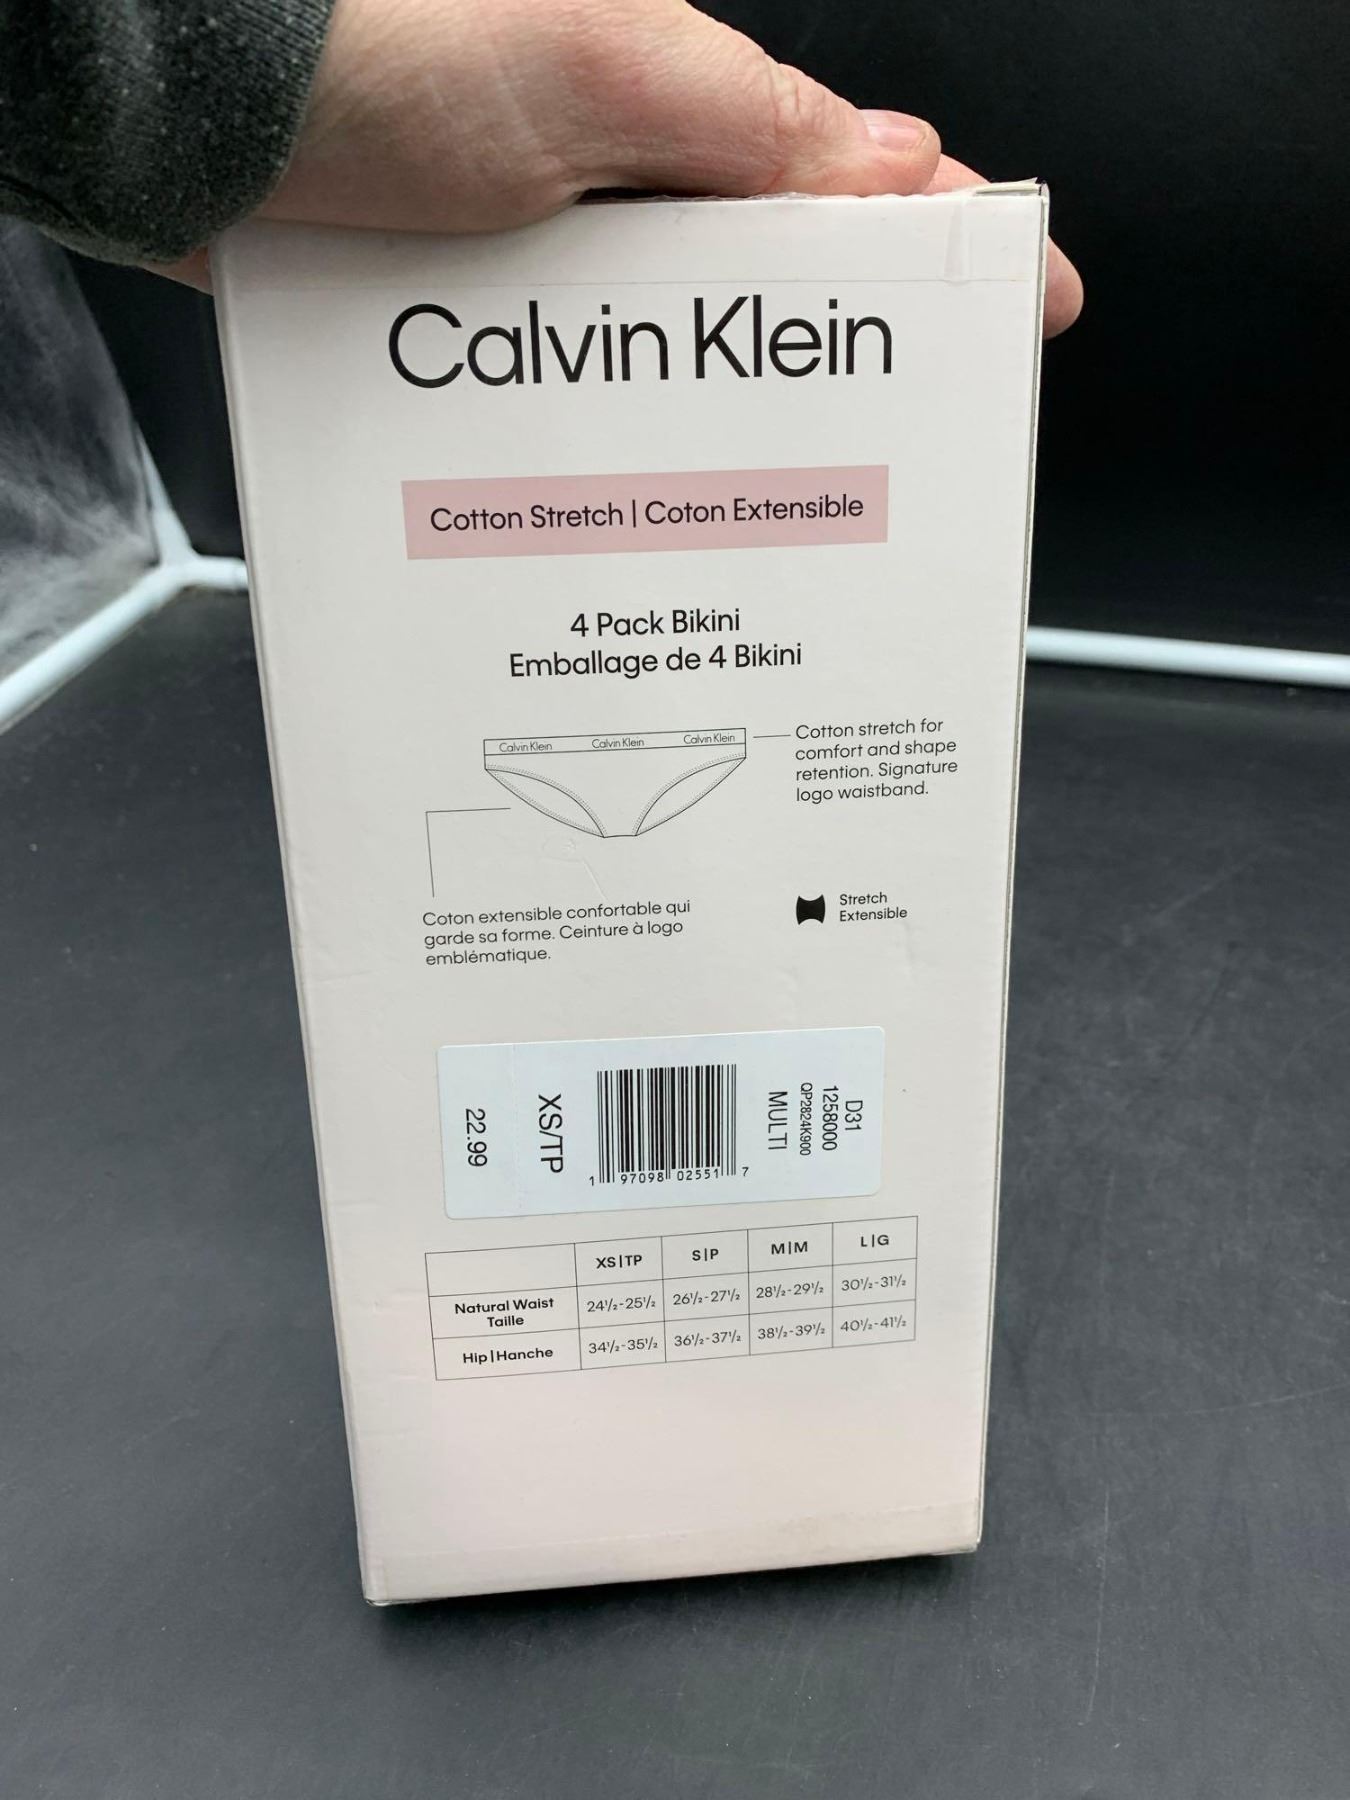 Calvin Klein
Cotton Stretch | Coton Extensible
4 Pack Bikini
Emballage de 4 Bikini
Calvin Klein Calvin Klein Calvin Klein
Cotton stretch for
comfort and shape
retention. Signature
logo waistband.
Coton extensible confortable qui
garde sa forme. Ceinture à logo
emblématique.
Stretch
Extensible
D31
1258000
QP2824K900
MULTI
1 97098 02551 7
XS/TP
22.99
XS|TP S|P M|M L|G
Natural Waist
Taille
24½-25½ 26½-27½ 28½-29½ 30½-31½
Hip|Hanche 34½-35½ 36½-37½ 38½-39½ 40½-41½